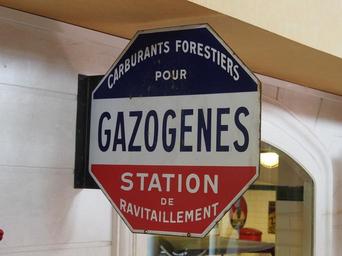 CARBURANTS FORESTIERS
POUR
GAZOGENES
STATION
DE
RAVITAILLEMENT